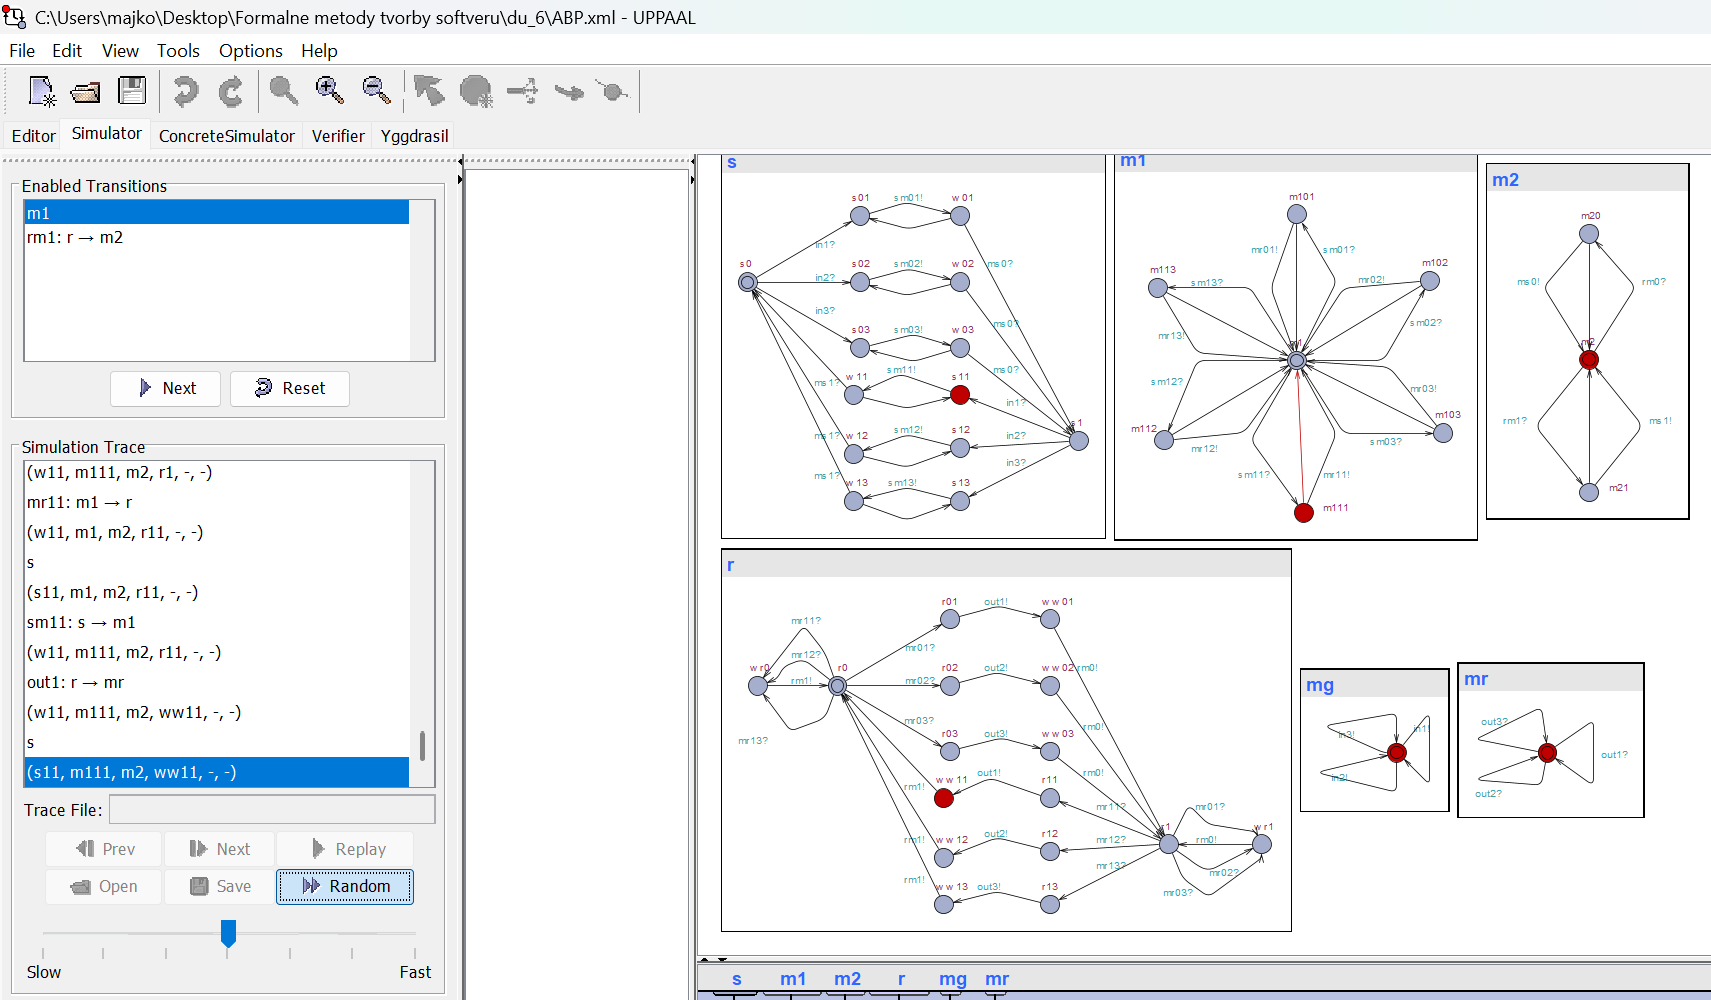 C:\Users\majko\Desktop\Formalne metody tvorby softveru\du_6\ABP.xml - UPPAAL
File Edit View Tools Options Help
Editor Simulator ConcreteSimulator Verifier Yggdrasil
Enabled Transitions
m1
rm1: r → m2
Next Reset
Simulation Trace
(w11, m111, m2, r1, -, -)
mr11: m1 → r
(w11, m1, m2, r11, -, -)
s
(s11, m1, m2, r11, -, -)
sm11: s → m1
(w11, m111, m2, r11, -, -)
out1: r → mr
(w11, m111, m2, ww11, -, -)
s
(s11, m111, m2, ww11, -, -)
Trace File:
Prev Next Replay
Open Save Random
Slow Fast
s
s01 sm01! w01
in1?
s0 s02 sm02! w02 ms0?
in2?
in3?
s03 sm03! w03 ms0?
w11 sm11! s11 ms0?
ms1? in1?
s1
ms1? w12 sm12! s12 in2?
in3?
ms1? w13 sm13! s13
m1
m101
mr01! sm01?
m113 sm13? mr02! m102
sm02?
mr13!
m1
sm12? mr03!
m112 mr12! sm03? m103
sm11? mr11!
m111
m2
m20
ms0! rm0?
m2
rm1? ms1!
m21
r
r01 out1! ww01
mr11?
mr01?
mr12?
wr0 rm1! r0 mr02? r02 out2! ww02 rm0!
mr03? rm0!
mr13? r03 out3! ww03
rm0!
ww11 out1! r11
rm1! mr11? mr01?
r1 wr1
rm1! ww12 out2! r12 mr12? rm0!
mr13? mr02?
rm1! ww13 out3! r13 mr03?
mg
in3! in1!
in2!
mr
out3?
out1?
out2?
s m1 m2 r mg mr